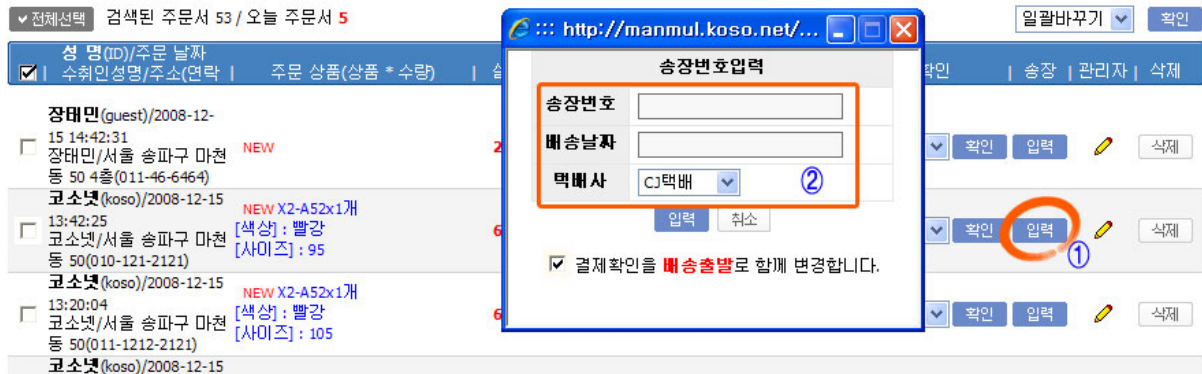 전체선택 검색된 주문서 53 / 오늘 주문서 5
일괄바꾸기 확인
성 명(ID)/주문 날짜
수취인성명/주소(연락 | 주문 상품(상품 * 수량) |
| 송장 | 관리자 | 삭제
장태민(guest)/2008-12-
15 14:42:31
장태민/서울 송파구 마천
동 50 4층(011-46-6464)
NEW
확인 입력 삭제
코소넷(koso)/2008-12-15
13:42:25
코소넷/서울 송파구 마천
동 50(010-121-2121)
NEW X2-A52x1개
[색상] : 빨강
[사이즈] : 95
확인 입력 삭제
①
코소넷(koso)/2008-12-15
13:20:04
코소넷/서울 송파구 마천
동 50(011-1212-2121)
NEW X2-A52x1개
[색상] : 빨강
[사이즈] : 105
확인 입력 삭제
코소넷(koso)/2008-12-15
::: http://manmul.koso.net/...
송장번호입력
송장번호
배송날짜
택배사 CJ택배
②
입력 취소
결제확인을 배송출발로 함께 변경합니다.